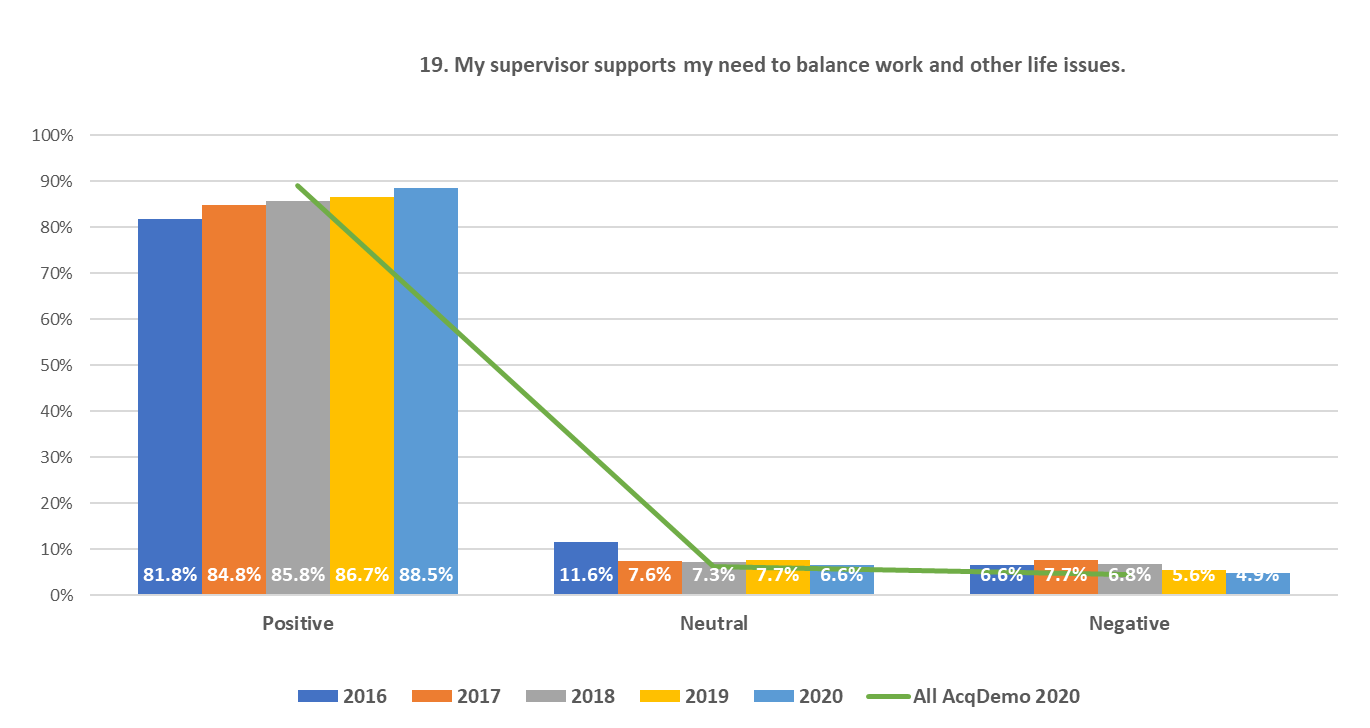 19. My supervisor supports my need to balance work and other life issues.
100%
90%
80%
70%
60%
50%
40%
30%
20%
10%
0%
81.8% 84.8% 85.8% 86.7% 88.5% 11.6% 7.6% 7.3% 7.7% 6.6% 6.6% 7.7% 6.8% 5.6% 4.9%
Positive Neutral Negative
2016 2017 2018 2019 2020 All AcqDemo 2020